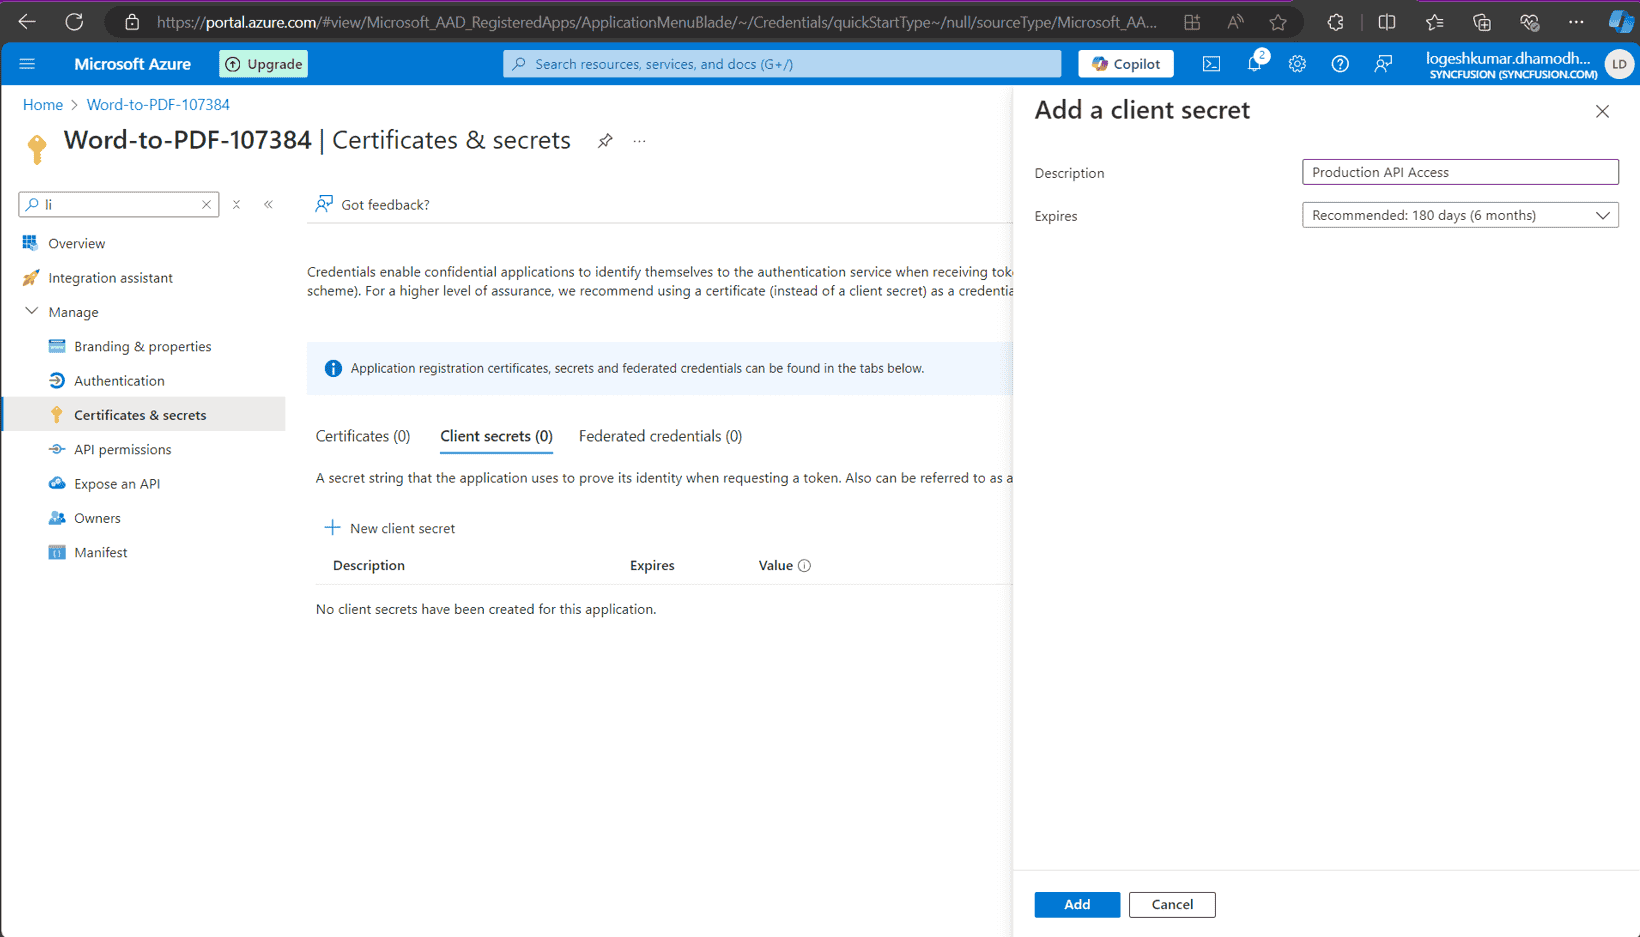 https://portal.azure.com/#view/Microsoft_AAD_RegisteredApps/ApplicationMenuBlade/~/Credentials/quickStartType~/null/sourceType/Microsoft_AA...
Microsoft Azure
Upgrade
Search resources, services, and docs (G+/)
Copilot
2
logeshkumar.dhamodh...
SYNCFUSION (SYNCFUSION.COM)
LD
Home > Word-to-PDF-107384
Word-to-PDF-107384 | Certificates & secrets
...
li
Overview
Integration assistant
Manage
Branding & properties
Authentication
Certificates & secrets
API permissions
Expose an API
Owners
Manifest
Got feedback?
Credentials enable confidential applications to identify themselves to the authentication service when receiving tok
scheme). For a higher level of assurance, we recommend using a certificate (instead of a client secret) as a credentia
Application registration certificates, secrets and federated credentials can be found in the tabs below.
Certificates (0) Client secrets (0) Federated credentials (0)
A secret string that the application uses to prove its identity when requesting a token. Also can be referred to as a
New client secret
Description Expires Value
No client secrets have been created for this application.
Add a client secret
Description
Production API Access
Expires
Recommended: 180 days (6 months)
Add
Cancel